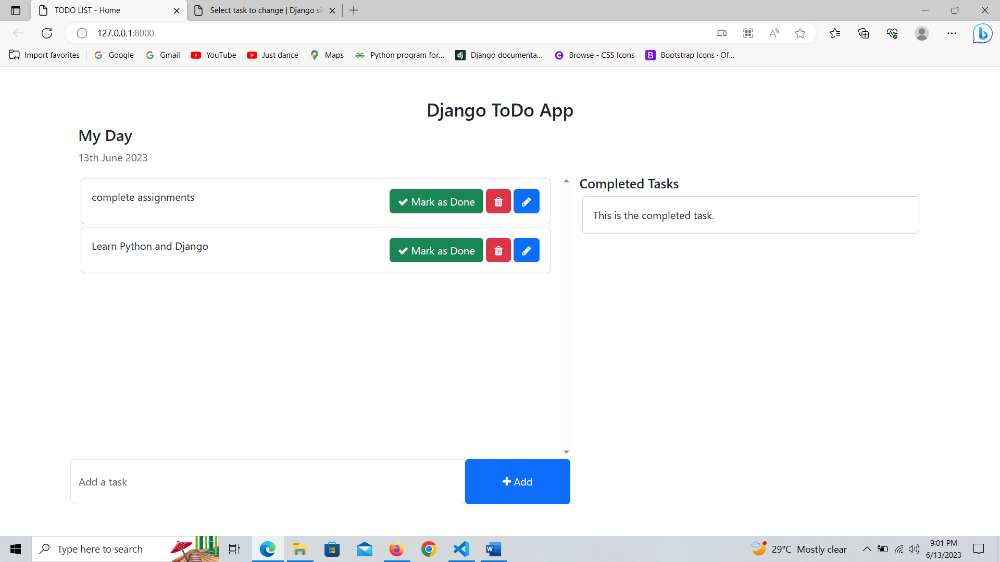 TODO LIST - Home
Select task to change | Django si
127.0.0.1:8000
Import favorites
Google
Gmail
YouTube
Just dance
Maps
Python program for...
Django documenta...
Browse - CSS Icons
Bootstrap Icons · Of...
Django ToDo App
My Day
13th June 2023
complete assignments
Mark as Done
Learn Python and Django
Mark as Done
Completed Tasks
This is the completed task.
Add a task
Add
Type here to search
29°C Mostly clear
9:01 PM
6/13/2023